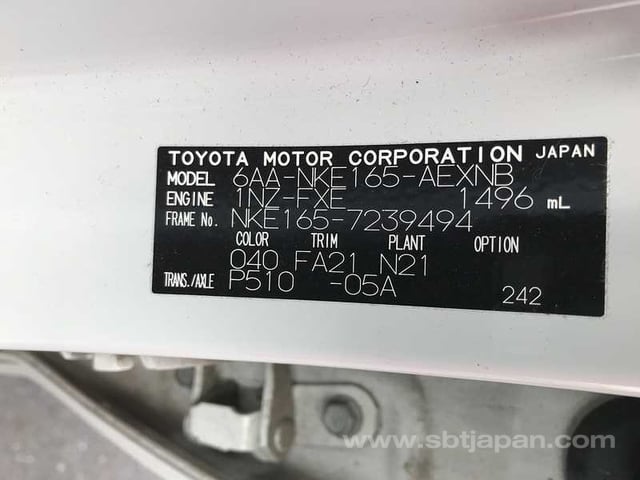 TOYOTA MOTOR CORPORATION JAPAN
MODEL 6AA-NKE165-AEXNB
ENGINE 1NZ-FXE 1496 mL
FRAME No. NKE165-7239494
COLOR TRIM PLANT OPTION
040 FA21 N21
TRANS./AXLE P510 -05A 242
www.sbtjapan.com